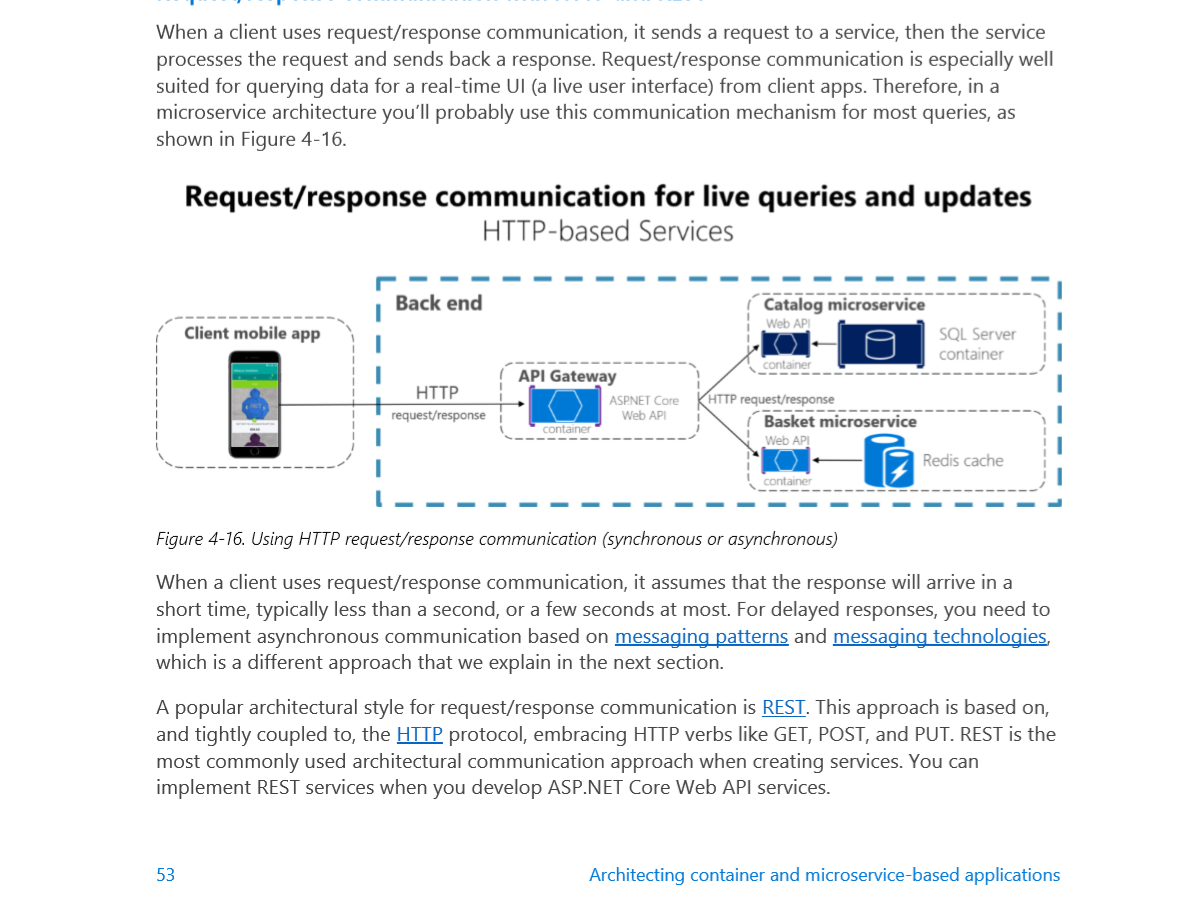 When a client uses request/response communication, it sends a request to a service, then the service
processes the request and sends back a response. Request/response communication is especially well
suited for querying data for a real-time UI (a live user interface) from client apps. Therefore, in a
microservice architecture you’ll probably use this communication mechanism for most queries, as
shown in Figure 4-16.
Request/response communication for live queries and updates
HTTP-based Services
Client mobile app
Back end
HTTP
request/response
API Gateway
ASP.NET Core
Web API
container
HTTP request/response
Catalog microservice
Web API
container
SQL Server
container
Basket microservice
Web API
container
Redis cache
Figure 4-16. Using HTTP request/response communication (synchronous or asynchronous)
When a client uses request/response communication, it assumes that the response will arrive in a
short time, typically less than a second, or a few seconds at most. For delayed responses, you need to
implement asynchronous communication based on messaging patterns and messaging technologies,
which is a different approach that we explain in the next section.
A popular architectural style for request/response communication is REST. This approach is based on,
and tightly coupled to, the HTTP protocol, embracing HTTP verbs like GET, POST, and PUT. REST is the
most commonly used architectural communication approach when creating services. You can
implement REST services when you develop ASP.NET Core Web API services.
53
Architecting container and microservice-based applications